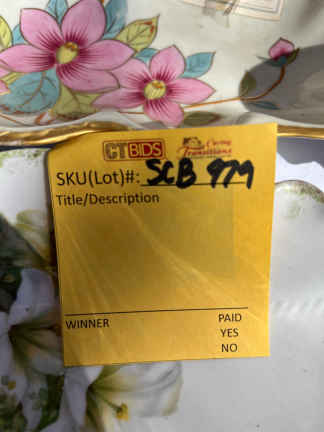 CTBIDS Caring Transitions
SKU(Lot)#: SCB 979
Title/Description
WINNER PAID
YES
NO